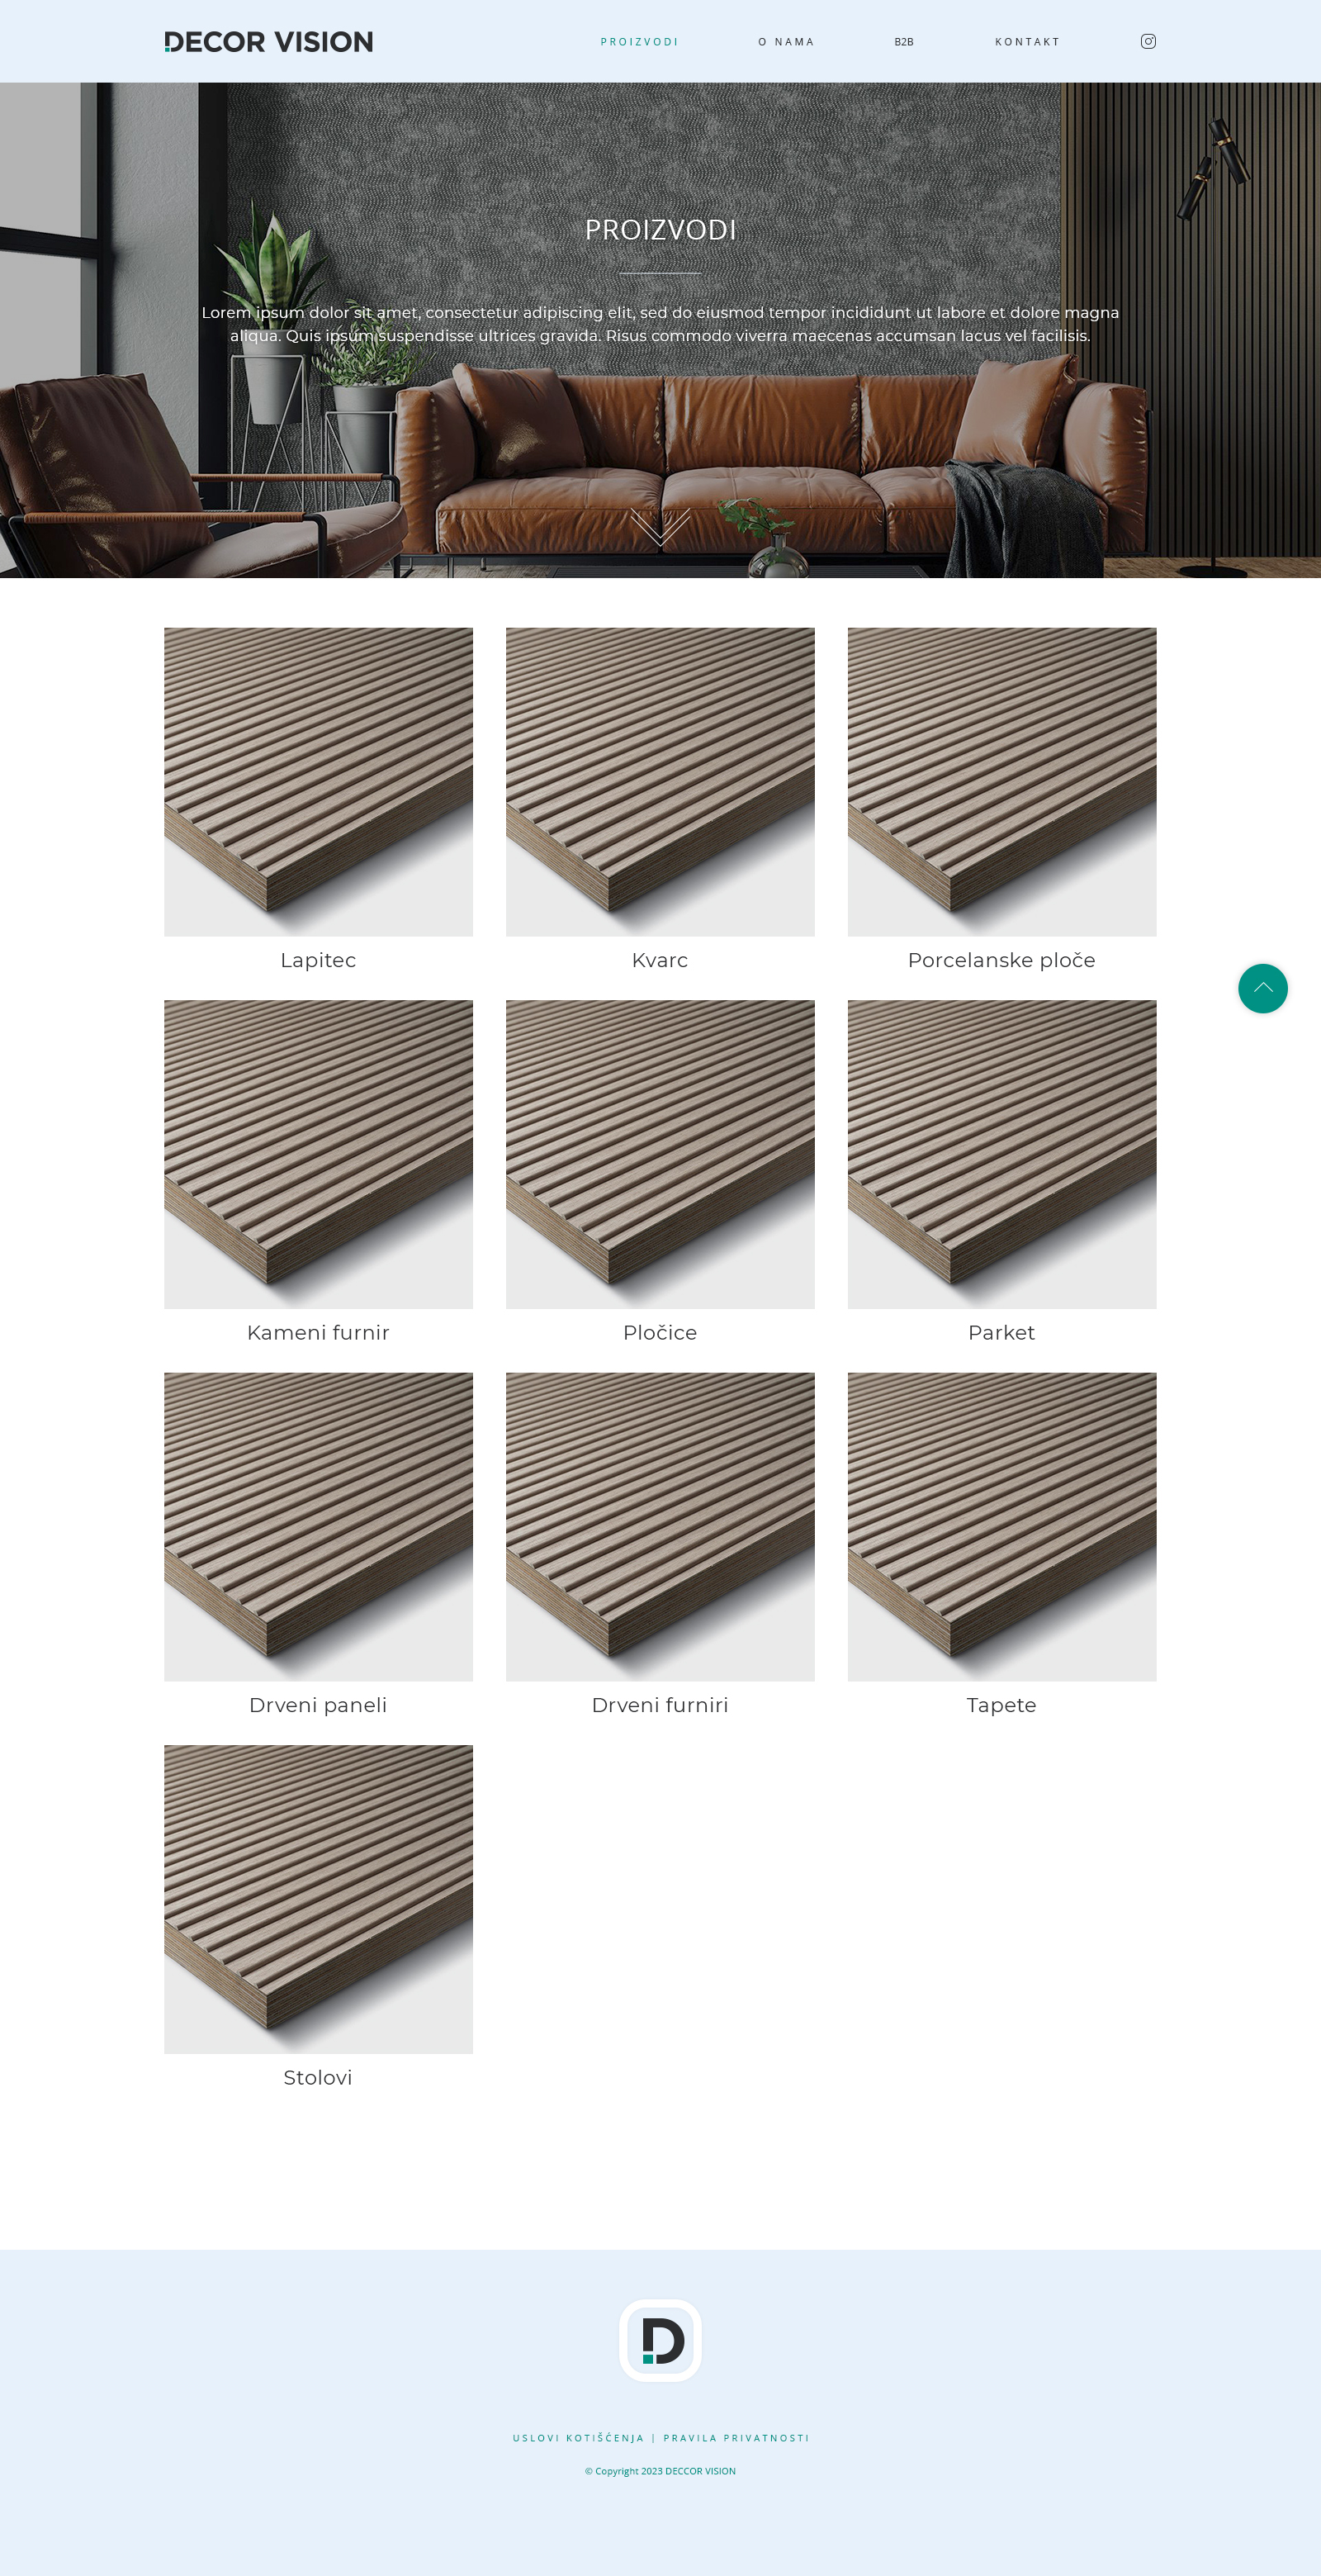 DECOR VISION
PROIZVODI
O NAMA
B2B
KONTAKT
PROIZVODI
Lorem ipsum dolor sit amet, consectetur adipiscing elit, sed do eiusmod tempor incididunt ut labore et dolore magna
aliqua. Quis ipsum suspendisse ultrices gravida. Risus commodo viverra maecenas accumsan lacus vel facilisis.
Lapitec
Kvarc
Porcelanske ploče
Kameni furnir
Pločice
Parket
Drveni paneli
Drveni furniri
Tapete
Stolovi
D
USLOVI KOTIŠĆENJA | PRAVILA PRIVATNOSTI
© Copyright 2023 DECCOR VISION